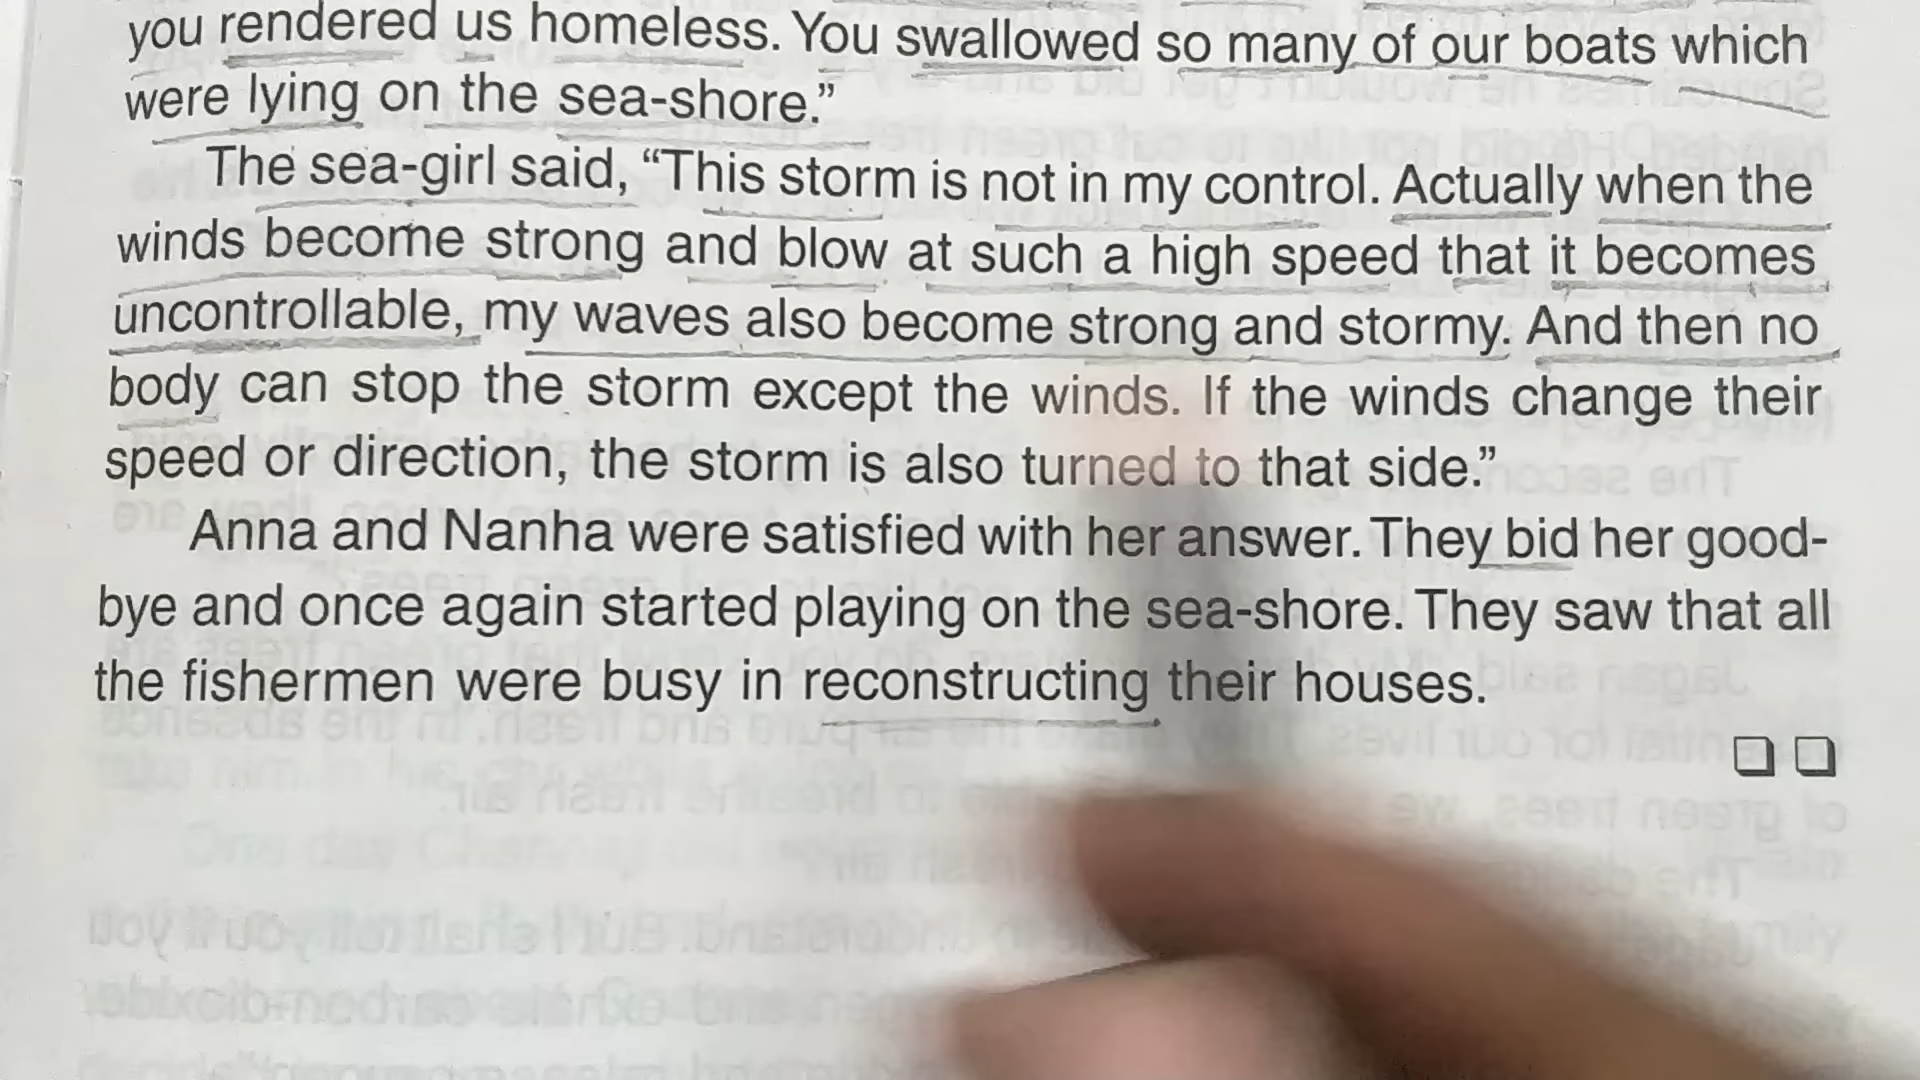 you rendered us homeless. You swallowed so many of our boats which
were lying on the sea-shore.”
The sea-girl said, “This storm is not in my control. Actually when the
winds become strong and blow at such a high speed that it becomes
uncontrollable, my waves also become strong and stormy. And then no
body can stop the storm except the winds. If the winds change their
speed or direction, the storm is also turned to that side.”
Anna and Nanha were satisfied with her answer. They bid her good-
bye and once again started playing on the sea-shore. They saw that all
the fishermen were busy in reconstructing their houses.